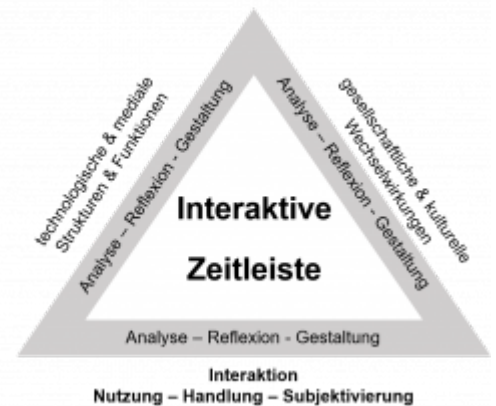 technologische & mediale
Strukturen & Funktionen
Analyse – Reflexion - Gestaltung
gesellschaftliche & kulturelle
Wechselwirkungen
Analyse – Reflexion - Gestaltung
Interaktive
Zeitleiste
Analyse – Reflexion - Gestaltung
Interaktion
Nutzung – Handlung – Subjektivierung